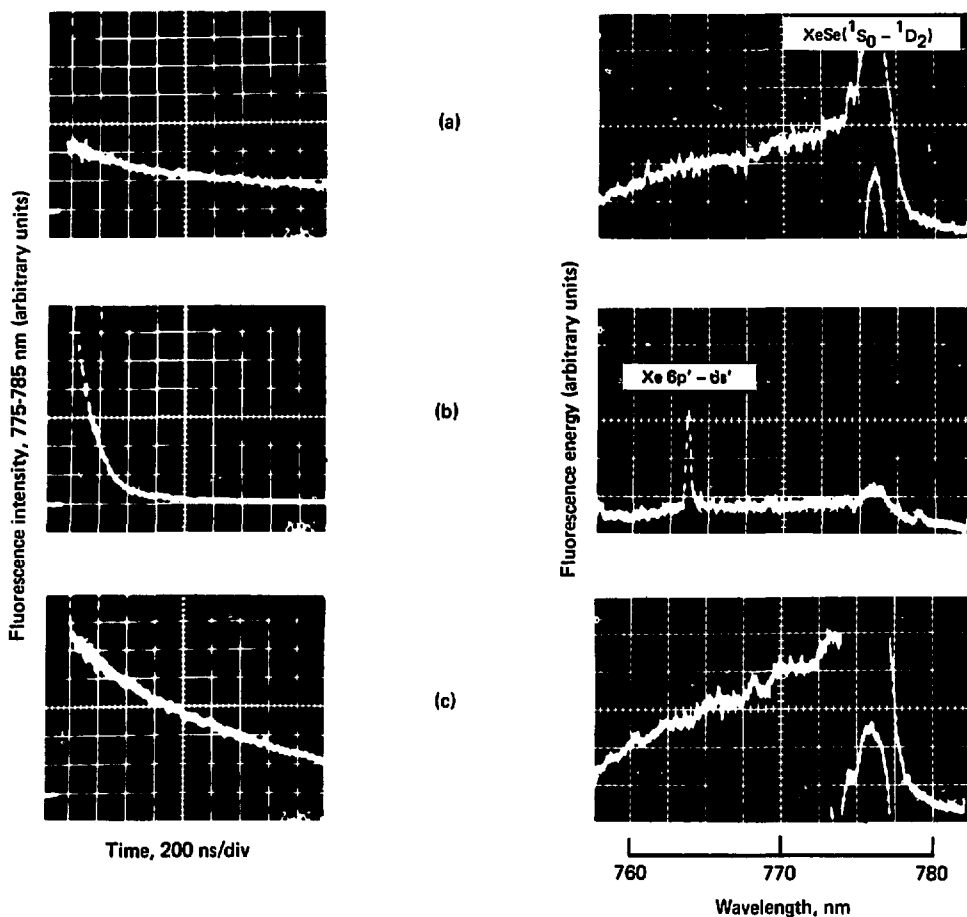 XeSe(¹S₀ – ¹D₂)
(a)
Fluorescence intensity, 775-785 nm (arbitrary units)
Fluorescence energy (arbitrary units)
Xe 6p' – 6s'
(b)
(c)
Time, 200 ns/div
760 770 780
Wavelength, nm